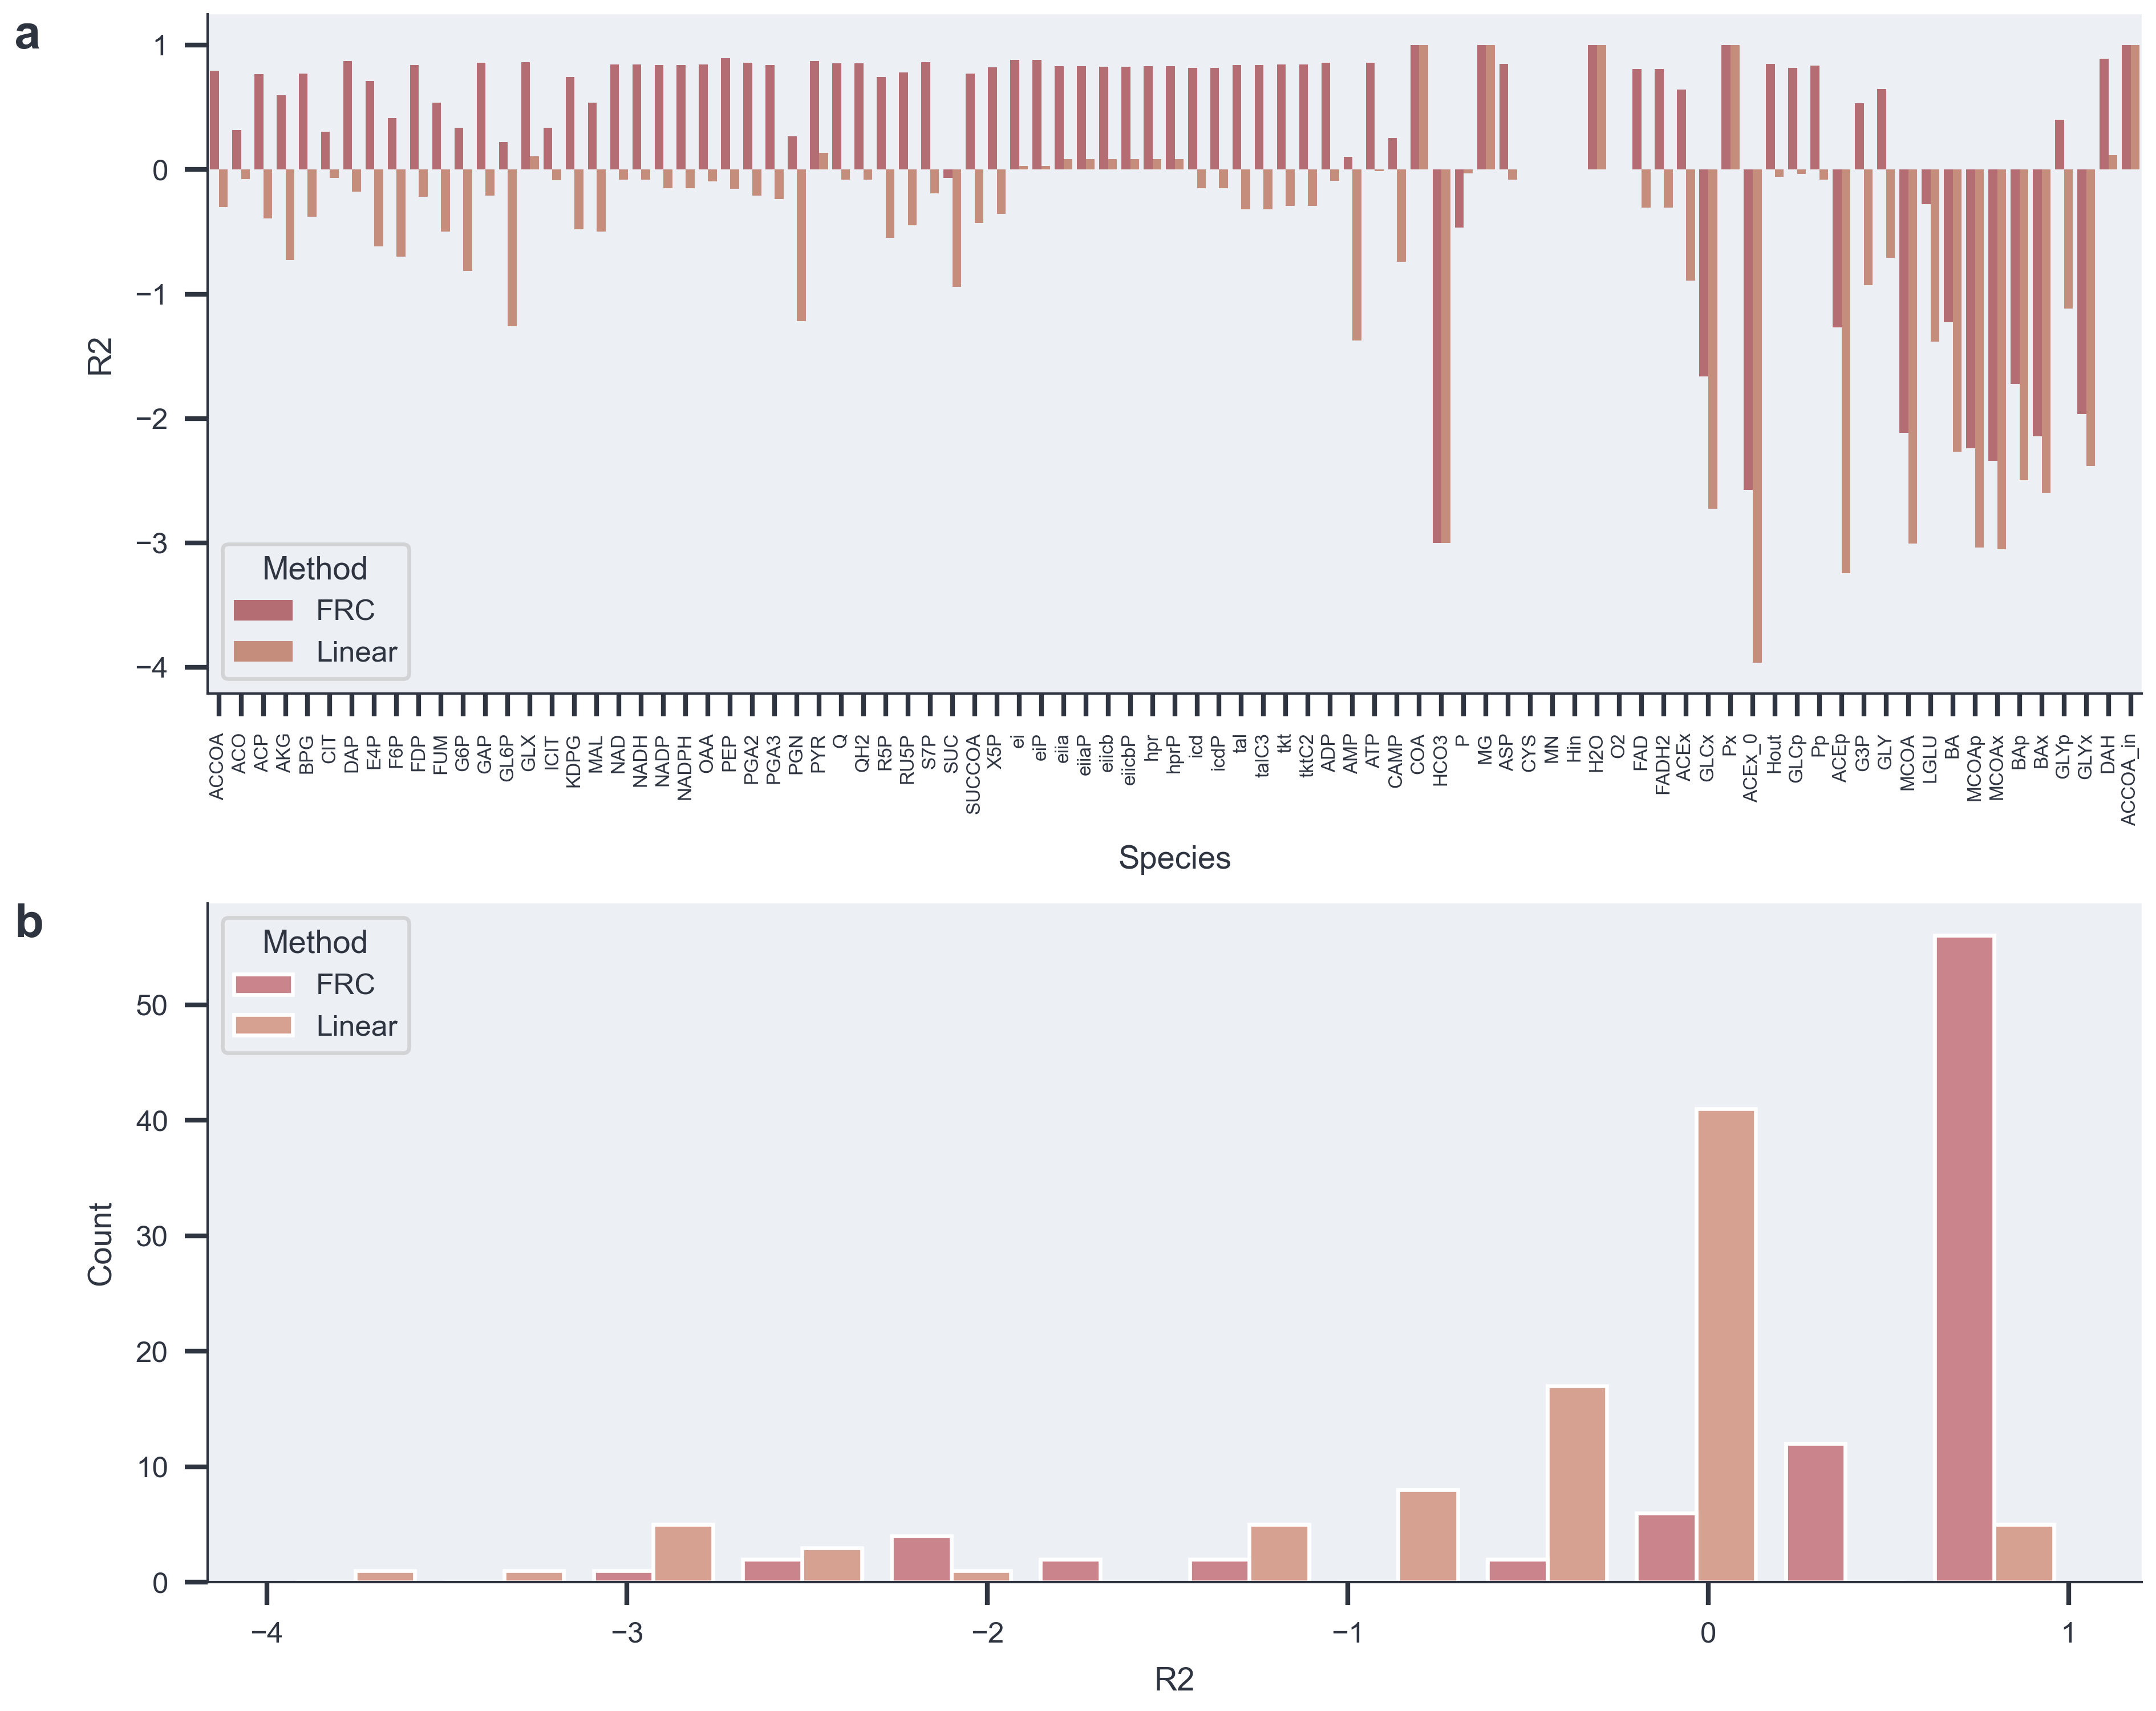 a
1
0
−1
−2
−3
−4
R2
Method
FRC
Linear
ACCOA
ACO
ACP
AKG
BPG
CIT
DAP
E4P
F6P
FDP
FUM
G6P
GAP
GL6P
GLX
ICIT
KDPG
MAL
NAD
NADH
NADP
NADPH
OAA
PEP
PGA2
PGA3
PGN
PYR
Q
QH2
R5P
RU5P
S7P
SUC
SUCCOA
X5P
ei
eiP
eiia
eiiaP
eiicb
eiicbP
hpr
hprP
icd
icdP
tal
talC3
tkt
tktC2
ADP
AMP
ATP
CAMP
COA
HCO3
P
MG
ASP
CYS
MN
Hin
H2O
O2
FAD
FADH2
ACEx
GLCx
Px
ACEx_0
Hout
GLCp
Pp
ACEp
G3P
GLY
MCOA
LGLU
BA
MCOAp
MCOAx
BAp
BAx
GLYp
GLYx
DAH
ACCOA_in
Species
b
Method
FRC
Linear
50
40
30
20
10
0
Count
−4
−3
−2
−1
0
1
R2